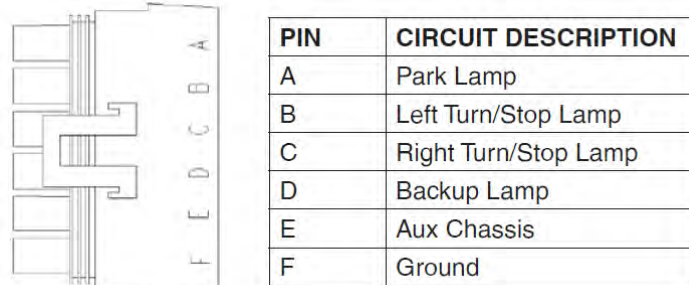 A
B
C
D
E
F
PIN CIRCUIT DESCRIPTION
A Park Lamp
B Left Turn/Stop Lamp
C Right Turn/Stop Lamp
D Backup Lamp
E Aux Chassis
F Ground